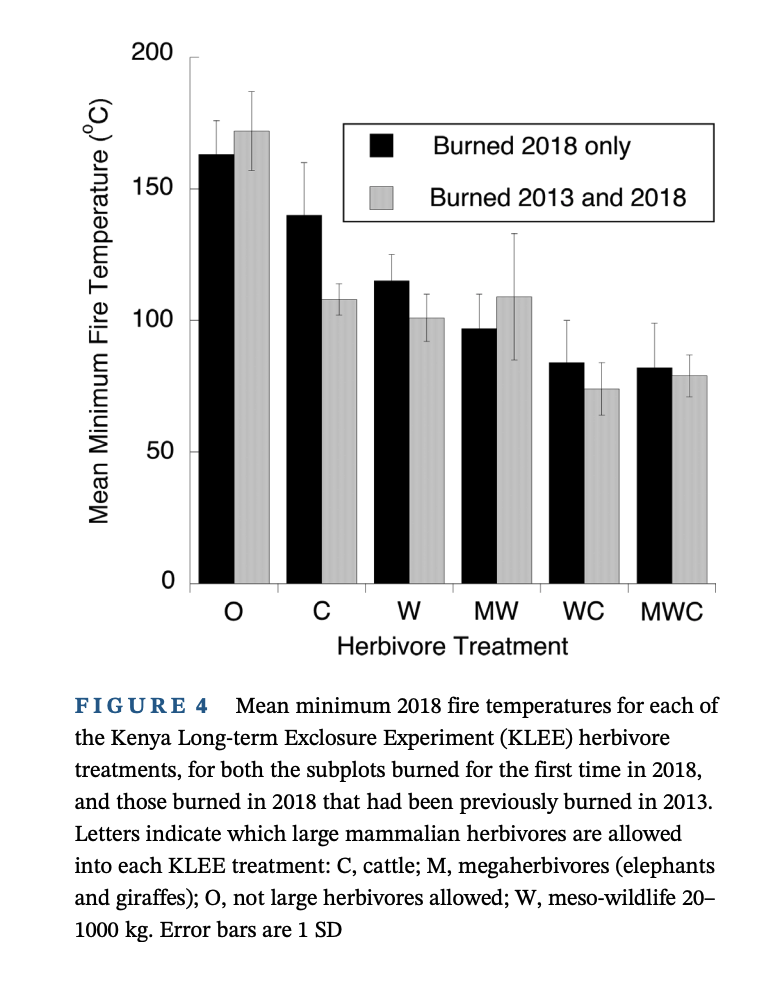 200
150
100
50
0
Mean Minimum Fire Temperature (ºC)
Burned 2018 only
Burned 2013 and 2018
O C W MW WC MWC
Herbivore Treatment
FIGURE 4 Mean minimum 2018 fire temperatures for each of
the Kenya Long-term Exclosure Experiment (KLEE) herbivore
treatments, for both the subplots burned for the first time in 2018,
and those burned in 2018 that had been previously burned in 2013.
Letters indicate which large mammalian herbivores are allowed
into each KLEE treatment: C, cattle; M, megaherbivores (elephants
and giraffes); O, not large herbivores allowed; W, meso-wildlife 20–
1000 kg. Error bars are 1 SD